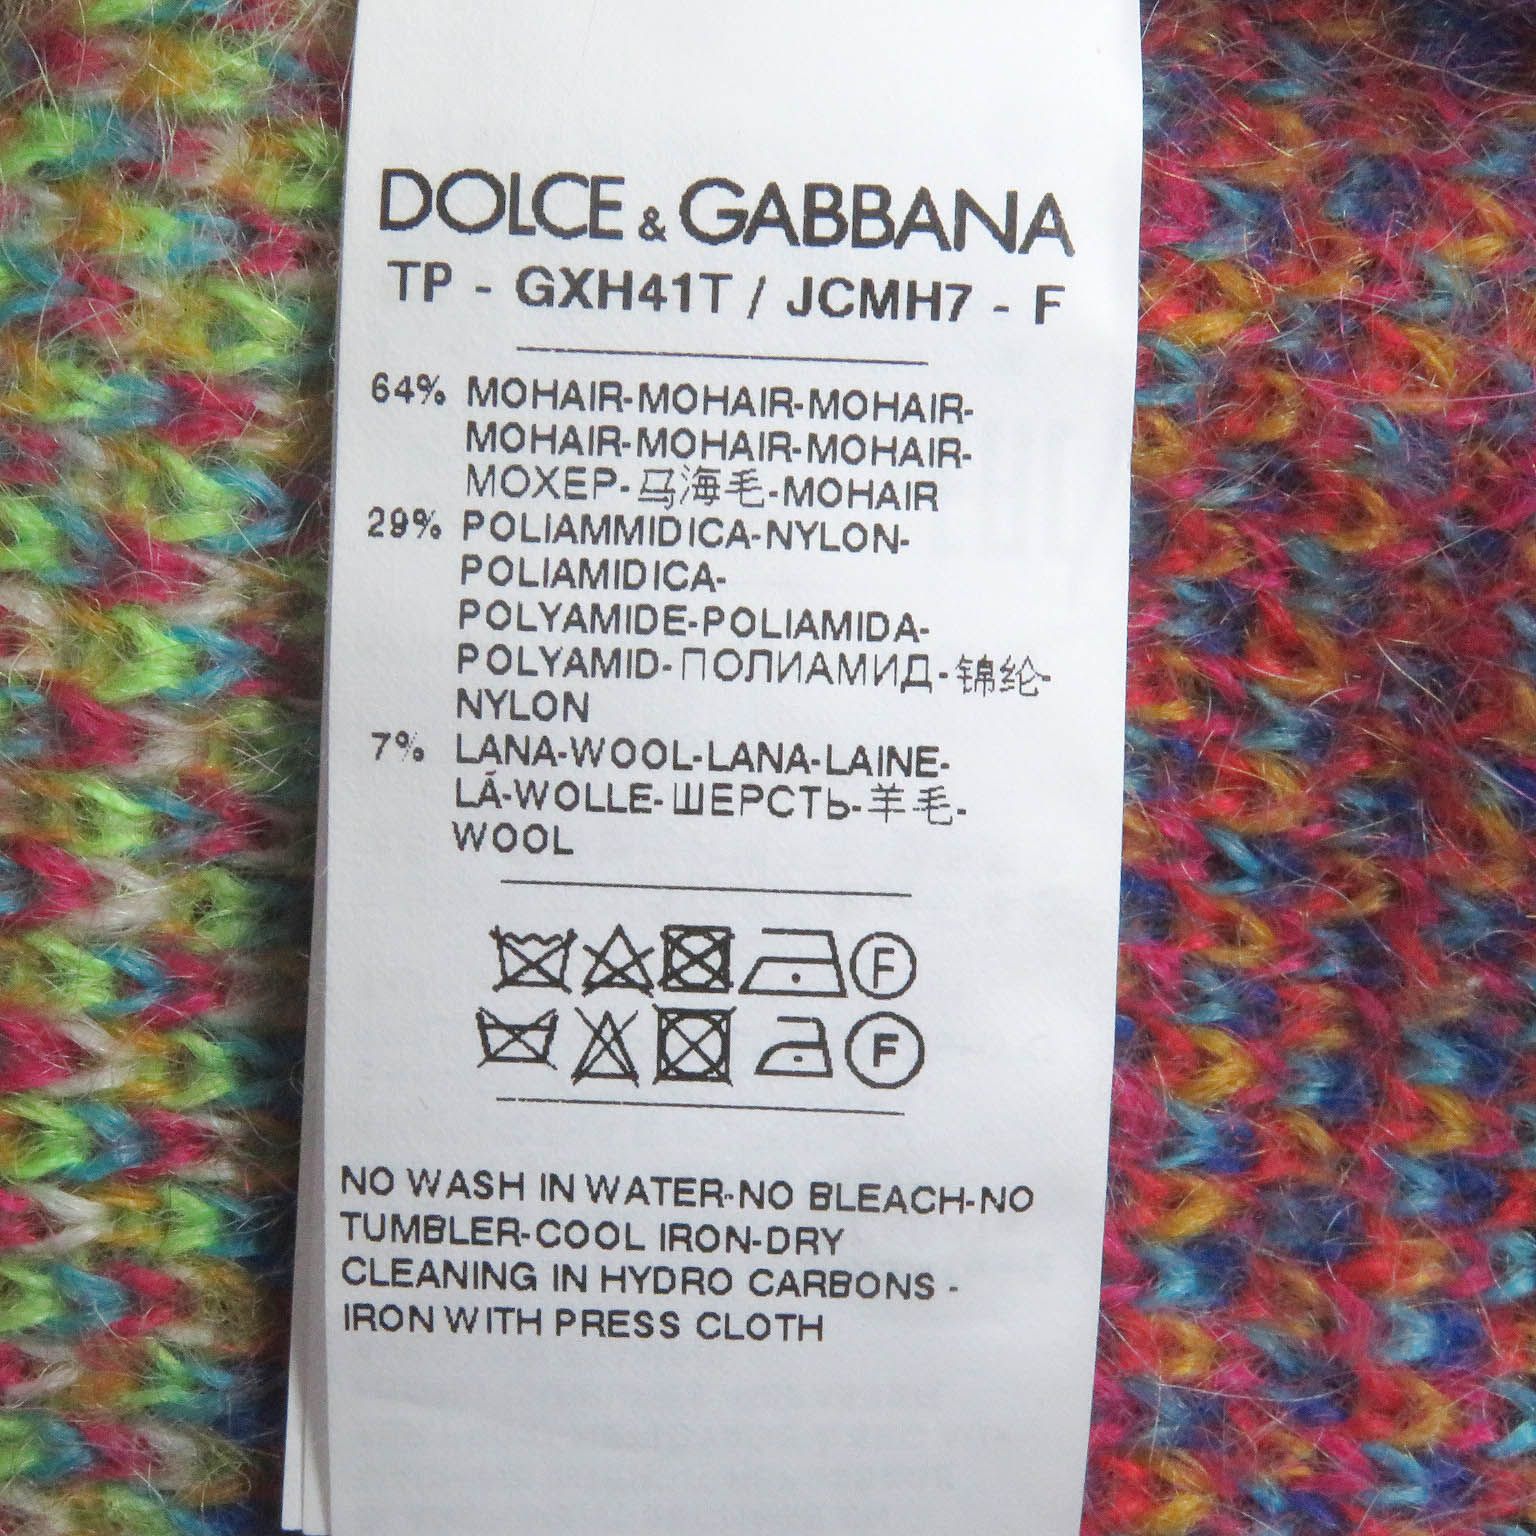 DOLCE & GABBANA
TP - GXH41T / JCMH7 - F
64% MOHAIR-MOHAIR-MOHAIR-
MOHAIR-MOHAIR-MOHAIR-
МОХЕР-马海毛-MOHAIR
29% POLIAMMIDICA-NYLON-
POLIAMIDICA-
POLYAMIDE-POLIAMIDA-
POLYAMID-ПОЛИАМИД-锦纶-
NYLON
7% LANA-WOOL-LANA-LAINE-
LÃ-WOLLE-ШЕРСТЬ-羊毛-
WOOL
F
F
NO WASH IN WATER-NO BLEACH-NO
TUMBLER-COOL IRON-DRY
CLEANING IN HYDRO CARBONS -
IRON WITH PRESS CLOTH